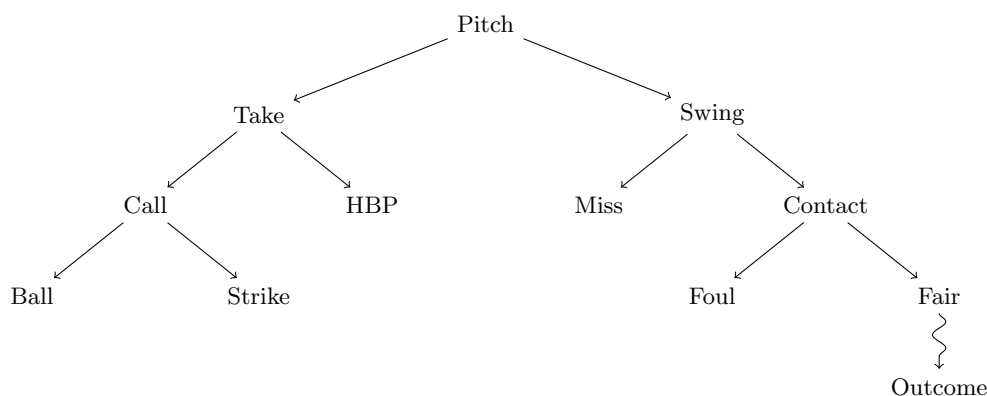 Pitch
Take
Swing
Call
HBP
Miss
Contact
Ball
Strike
Foul
Fair
Outcome